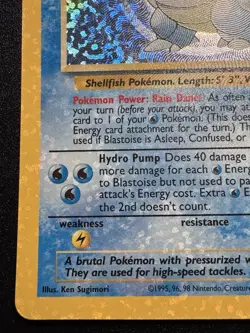 Shellfish Pokémon. Length: 5' 3", W
Pokémon Power: Rain Dance As often a
your turn (before your attack), you may at
card to 1 of your Pokémon. (This does
Energy card attachment for the turn.) Th
used if Blastoise is Asleep, Confused, or
Hydro Pump Does 40 damage
more damage for each Energy
to Blastoise but not used to pa
attack's Energy cost. Extra E
the 2nd doesn't count.
weakness resistance
A brutal Pokémon with pressurized w
They are used for high-speed tackles.
Illus. Ken Sugimori ©1995, 96, 98 Nintendo, Creature